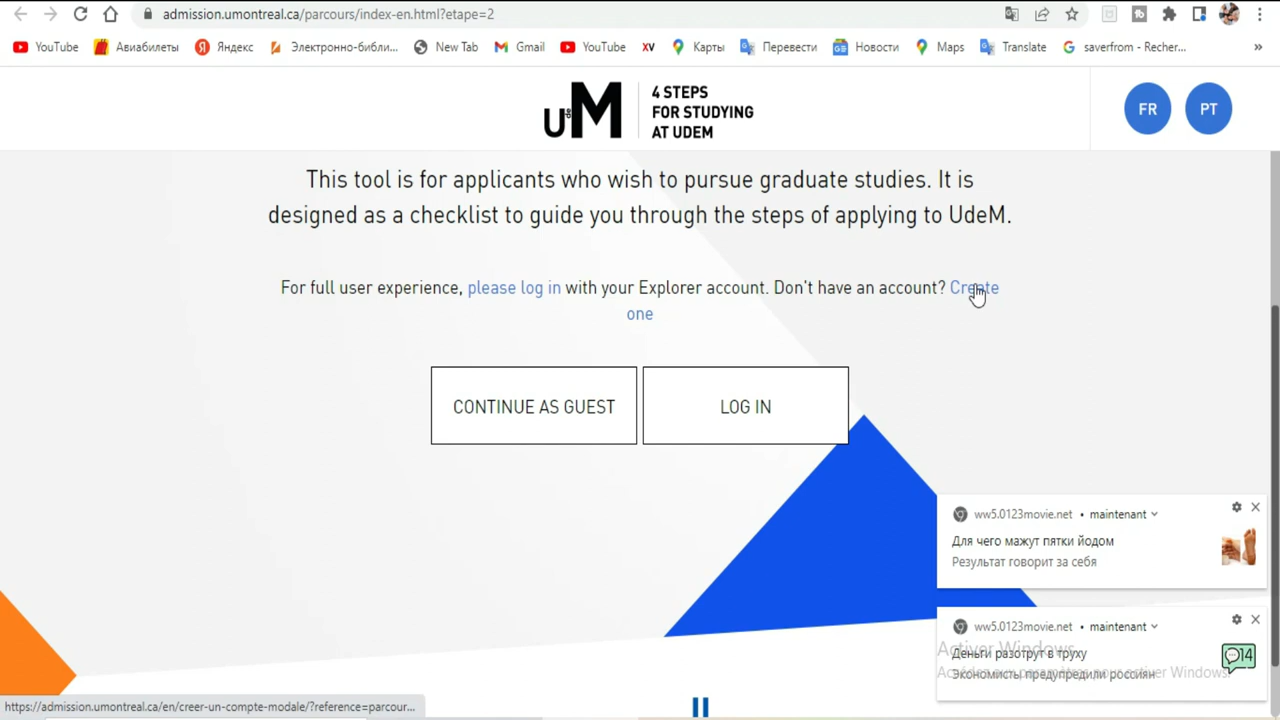 admission.umontreal.ca/parcours/index-en.html?etape=2
YouTube Авиабилеты Яндекс Электронно-библи... New Tab Gmail YouTube XV Карты Перевести Новости Maps Translate saverfrom - Recher... »
UdeM
4 STEPS
FOR STUDYING
AT UDEM
FR PT
This tool is for applicants who wish to pursue graduate studies. It is
designed as a checklist to guide you through the steps of applying to UdeM.
For full user experience, please log in with your Explorer account. Don't have an account? Create
one
CONTINUE AS GUEST LOG IN
ww5.0123movie.net • maintenant
Для чего мажут пятки йодом
Результат говорит за себя
ww5.0123movie.net • maintenant
Activer Windows
Деньги разотрут в труху
14
Экономисты предупредили россиян
activer Windows.
https://admission.umontreal.ca/en/creer-un-compte-modale/?reference=parcour...